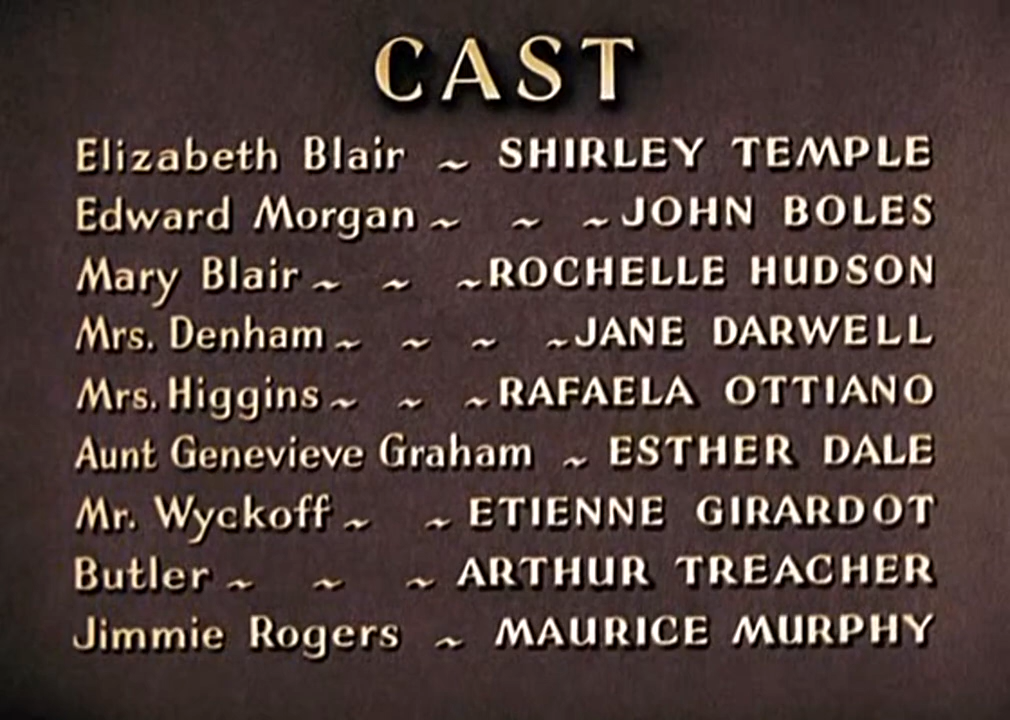 CAST
Elizabeth Blair ~ SHIRLEY TEMPLE
Edward Morgan ~ ~ ~ JOHN BOLES
Mary Blair ~ ~ ~ ROCHELLE HUDSON
Mrs. Denham ~ ~ ~ ~ JANE DARWELL
Mrs. Higgins ~ ~ ~ RAFAELA OTTIANO
Aunt Genevieve Graham ~ ESTHER DALE
Mr. Wyckoff ~ ~ ETIENNE GIRARDOT
Butler ~ ~ ~ ARTHUR TREACHER
Jimmie Rogers ~ MAURICE MURPHY